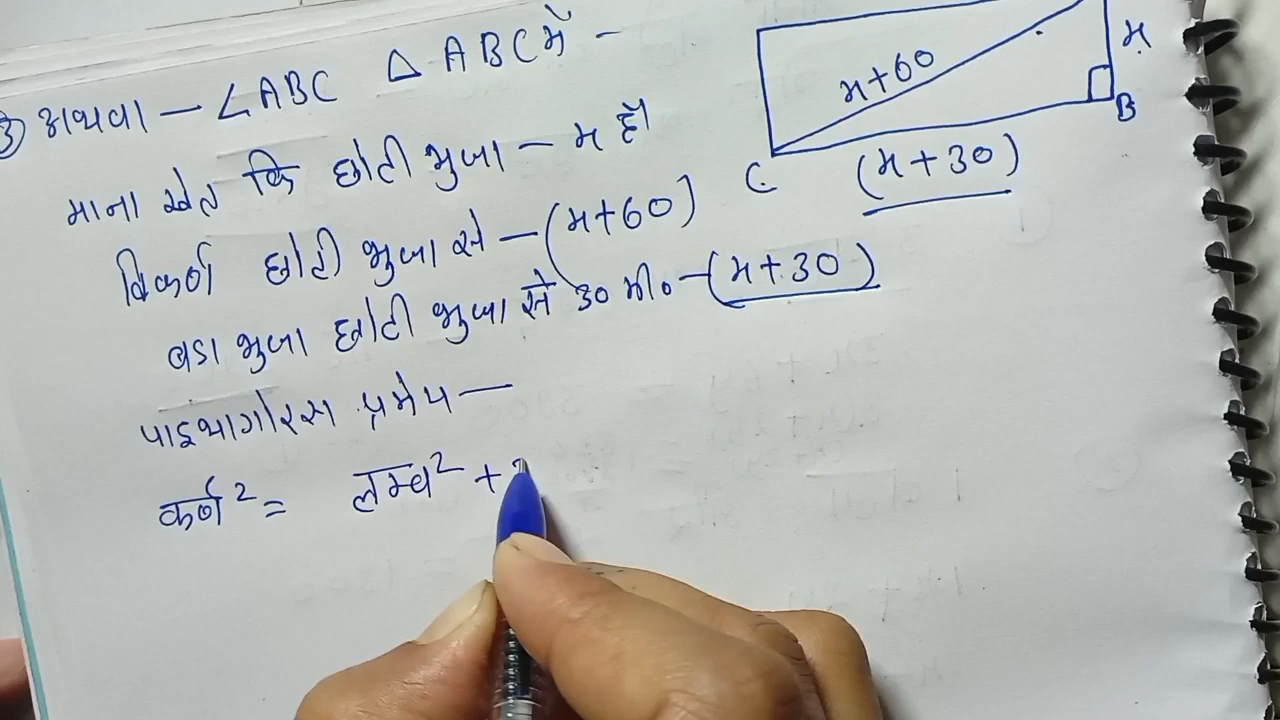 ③ अथवा — ∠ABC △ ABC में —
माना खेत कि छोटी भुजा — x है।
विकर्ण छोटी भुजा से — (x+60)
बडा भुजा छोटी भुजा से 30 मी० — (x+30)
पाइथागोरस प्रमेय —
कर्ण² = लम्ब² +
x+60
x
B
C
(x+30)